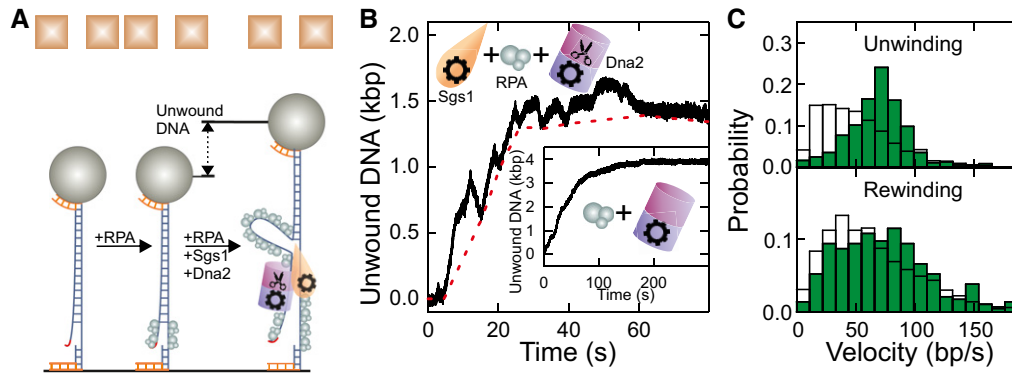 A
Unwound
DNA
+RPA
+RPA
+Sgs1
+Dna2
B
Unwound DNA (kbp)
2.0
1.5
1.0
0.5
0.0
Sgs1
+
RPA
+
Dna2
Unwound DNA (kbp)
4
3
2
1
0
+
0 100 200
Time (s)
0 20 40 60
Time (s)
C
Probability
0.3
0.2
0.1
0.0
Unwinding
0.1
0.0
Rewinding
0 50 100 150
Velocity (bp/s)